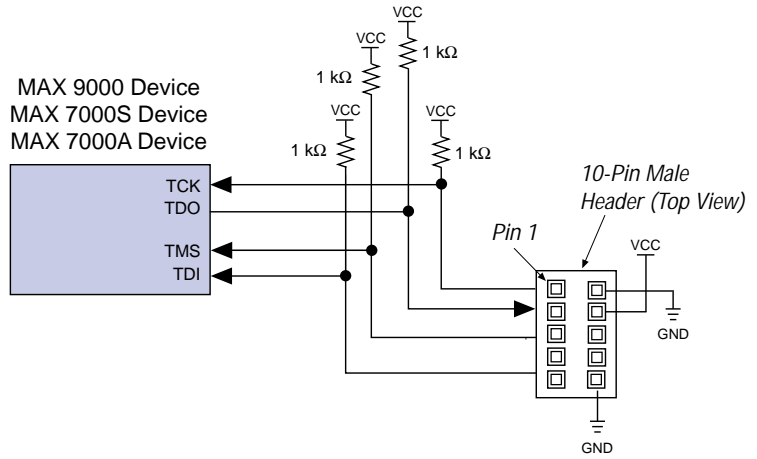 VCC
VCC
1 kΩ
1 kΩ
MAX 9000 Device
MAX 7000S Device
MAX 7000A Device
VCC
VCC
1 kΩ
1 kΩ
TCK
TDO
TMS
TDI
10-Pin Male
Header (Top View)
Pin 1
VCC
GND
GND